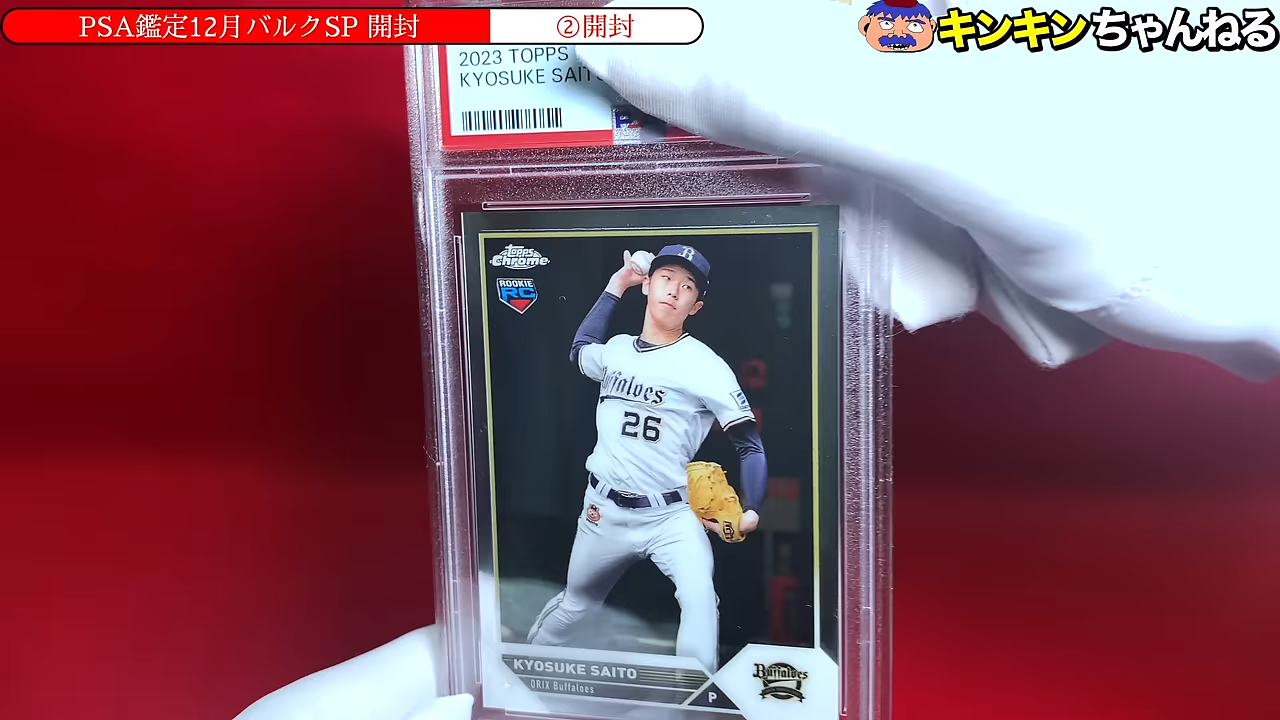 PSA鑑定12月バルクSP 開封
②開封
キンキンちゃんねる
2023 TOPPS
KYOSUKE SAITO
Topps
Chrome
ROOKIE
RC
B
Buffaloes
26
KYOSUKE SAITO
ORIX Buffaloes
P
Buffaloes